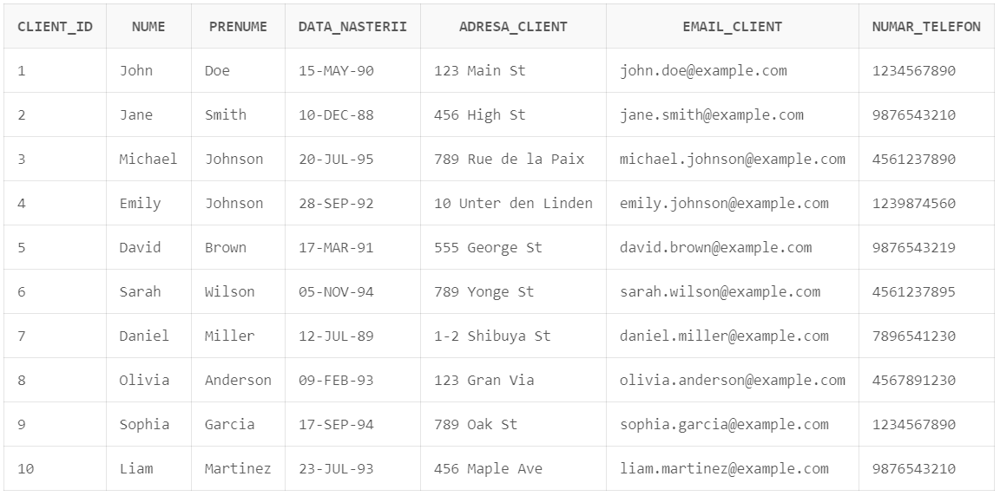 CLIENT_ID NUME PRENUME DATA_NASTERII ADRESA_CLIENT EMAIL_CLIENT NUMAR_TELEFON
1 John Doe 15-MAY-90 123 Main St john.doe@example.com 1234567890
2 Jane Smith 10-DEC-88 456 High St jane.smith@example.com 9876543210
3 Michael Johnson 20-JUL-95 789 Rue de la Paix michael.johnson@example.com 4561237890
4 Emily Johnson 28-SEP-92 10 Unter den Linden emily.johnson@example.com 1239874560
5 David Brown 17-MAR-91 555 George St david.brown@example.com 9876543219
6 Sarah Wilson 05-NOV-94 789 Yonge St sarah.wilson@example.com 4561237895
7 Daniel Miller 12-JUL-89 1-2 Shibuya St daniel.miller@example.com 7896541230
8 Olivia Anderson 09-FEB-93 123 Gran Via olivia.anderson@example.com 4567891230
9 Sophia Garcia 17-SEP-94 789 Oak St sophia.garcia@example.com 1234567890
10 Liam Martinez 23-JUL-93 456 Maple Ave liam.martinez@example.com 9876543210